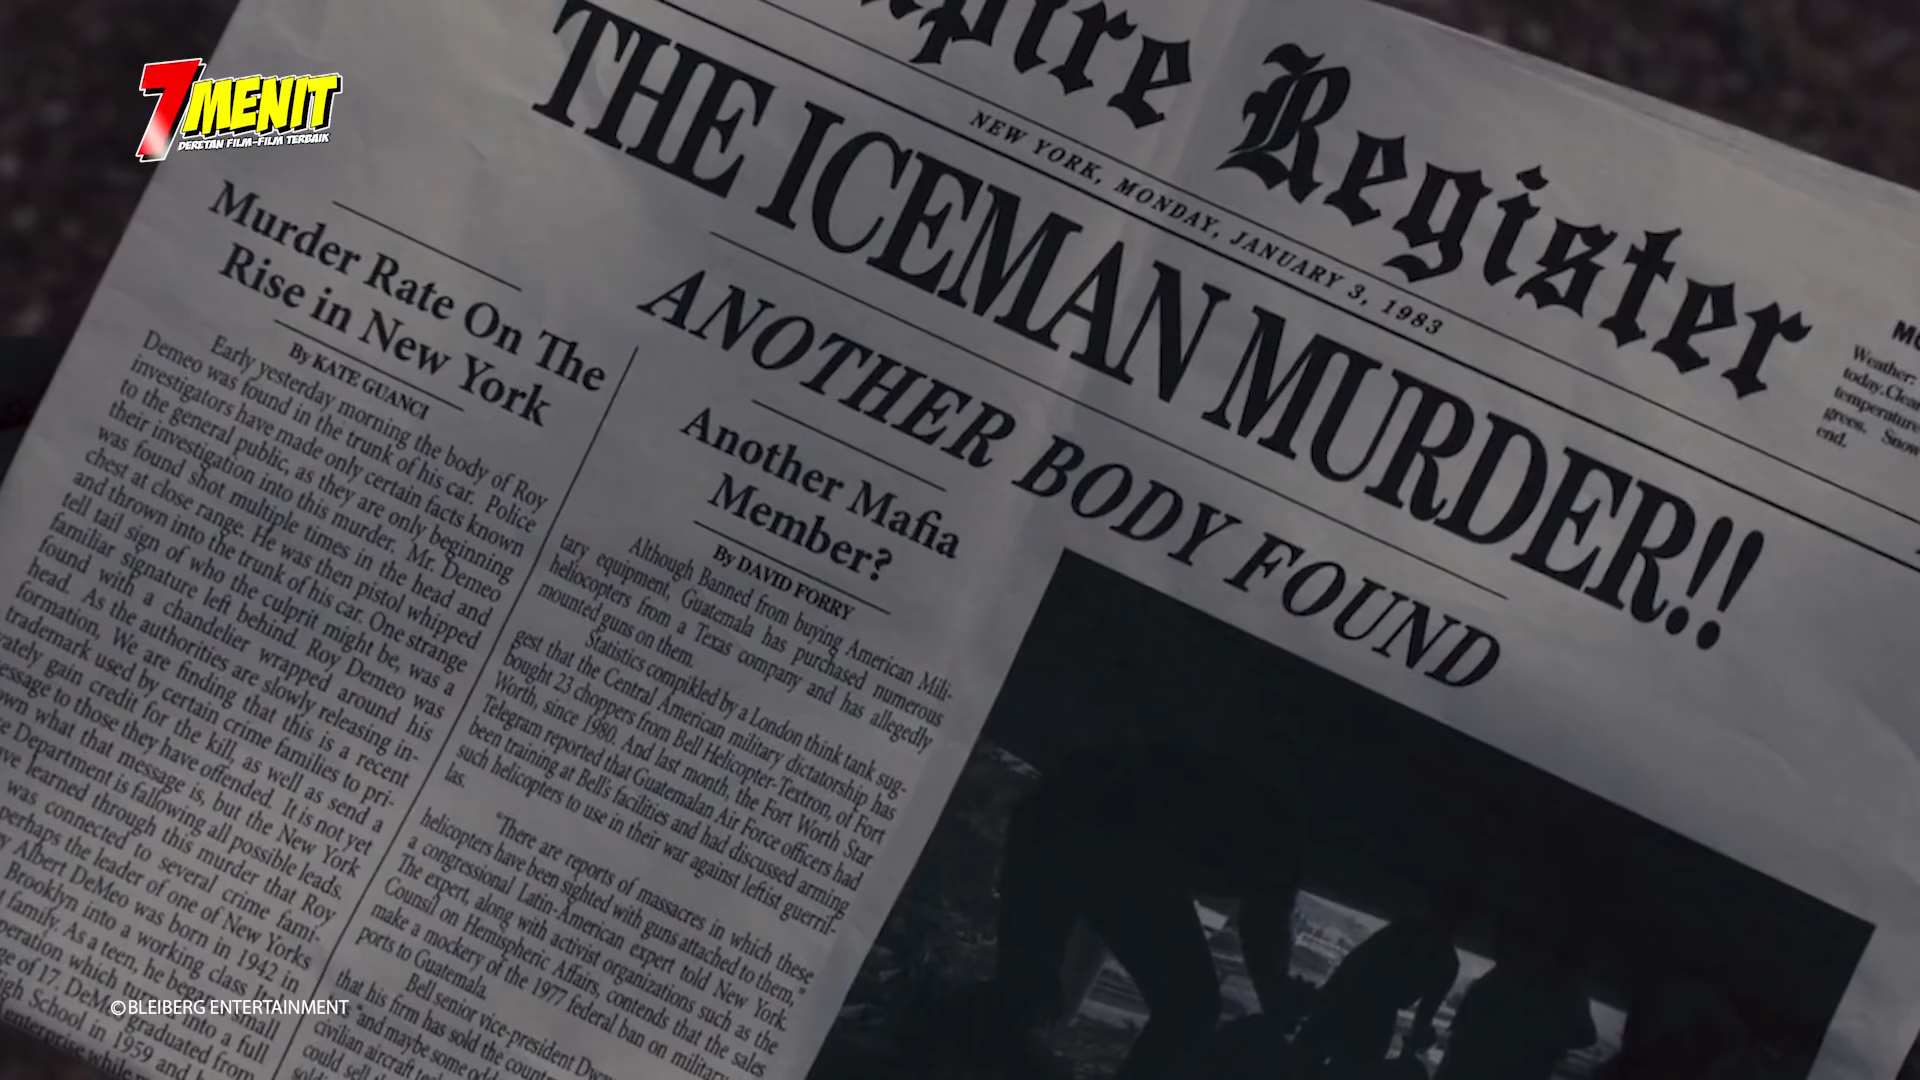 7 MENIT
DERETAN FILM-FILM TERBAIK
Register
NEW YORK, MONDAY, JANUARY 3, 1983
THE ICEMAN MURDER!!
ANOTHER BODY FOUND
Weather:
today. Clear
temperature
grees. Snow
end.
Murder Rate On The
Rise in New York
By KATE GUANCI
Early yesterday morning the body of Roy
Demeo was found in the trunk of his car. Police
investigators have made only certain facts known
to the general public, as they are only beginning
their investigation into this murder. Mr. Demeo
was found shot multiple times in the head and
chest at close range. He was then pistol whipped
and thrown into the trunk of his car. One strange
tell tail sign of who the culprit might be, was a
familiar signature left behind. Roy Demeo was
found with a chandelier wrapped around his
head. As the authorities are slowly releasing in-
formation, We are finding that this is a recent
trademark used by certain crime families to pri-
vately gain credit for the kill, as well as send a
message to those they have offended. It is not yet
what that message is, but the New York
Department is fallowing all possible leads.
learned through this murder that Roy
was connected to several crime fami-
perhaps the leader of one of New Yorks
Albert DeMeo was born in 1942 in
Brooklyn into a working class
family. As a teen, he began a small
which turned into a full
of 17. DeM graduated from
School in 1959 and
enterprise while
Another Mafia
Member?
By DAVID FORRY
Although Banned from buying American Mili-
tary equipment, Guatemala has purchased numerous
heliocopters from a Texas company and has allegedly
mounted guns on them.
Statistics compikled by a London think tank sug-
gest that the Central American military dictatorship has
bought 23 choppers from Bell Helicopter-Textron, of Fort
Worth, since 1980. And last month, the Fort Worth Star
Telegram reported that Guatemalan Air Force officers had
been training at Bell's facilities and had discussed arming
such helicopters to use in their war against leftist guerril-
las.
"There are reports of massacres in which these
helicopters have been sighted with guns attached to them,"
a congressional Latin-American expert told New York.
The expert, along with activist organizations such as the
Counsil on Hemispheric Affairs, contends that the sales
make a mockery of the 1977 federal ban on military
ports to Guatemala.
Bell senior vice-president
that his firm has sold the
civilian aircraft "and maybe some
could sell
©BLEIBERG ENTERTAINMENT